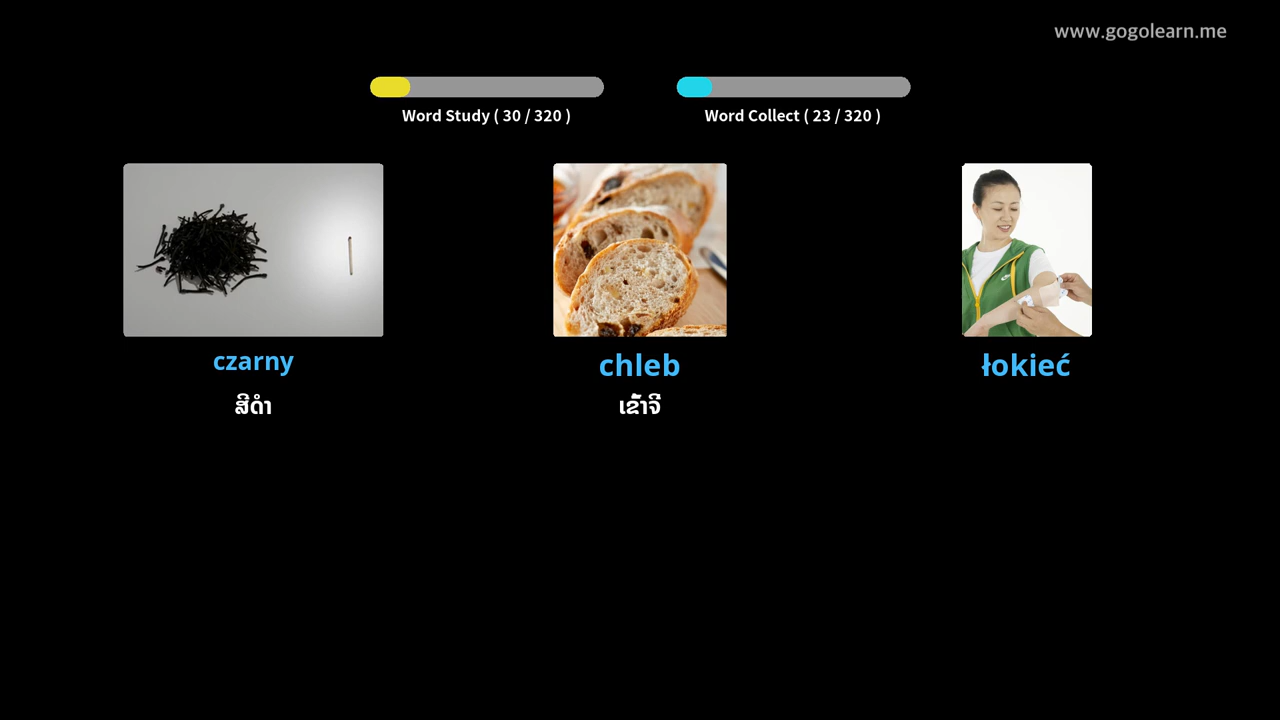 www.gogolearn.me
Word Study ( 30 / 320 )
Word Collect ( 23 / 320 )
czarny
chleb
łokieć
ສີດຳ
ເຂົ້າຈີ່